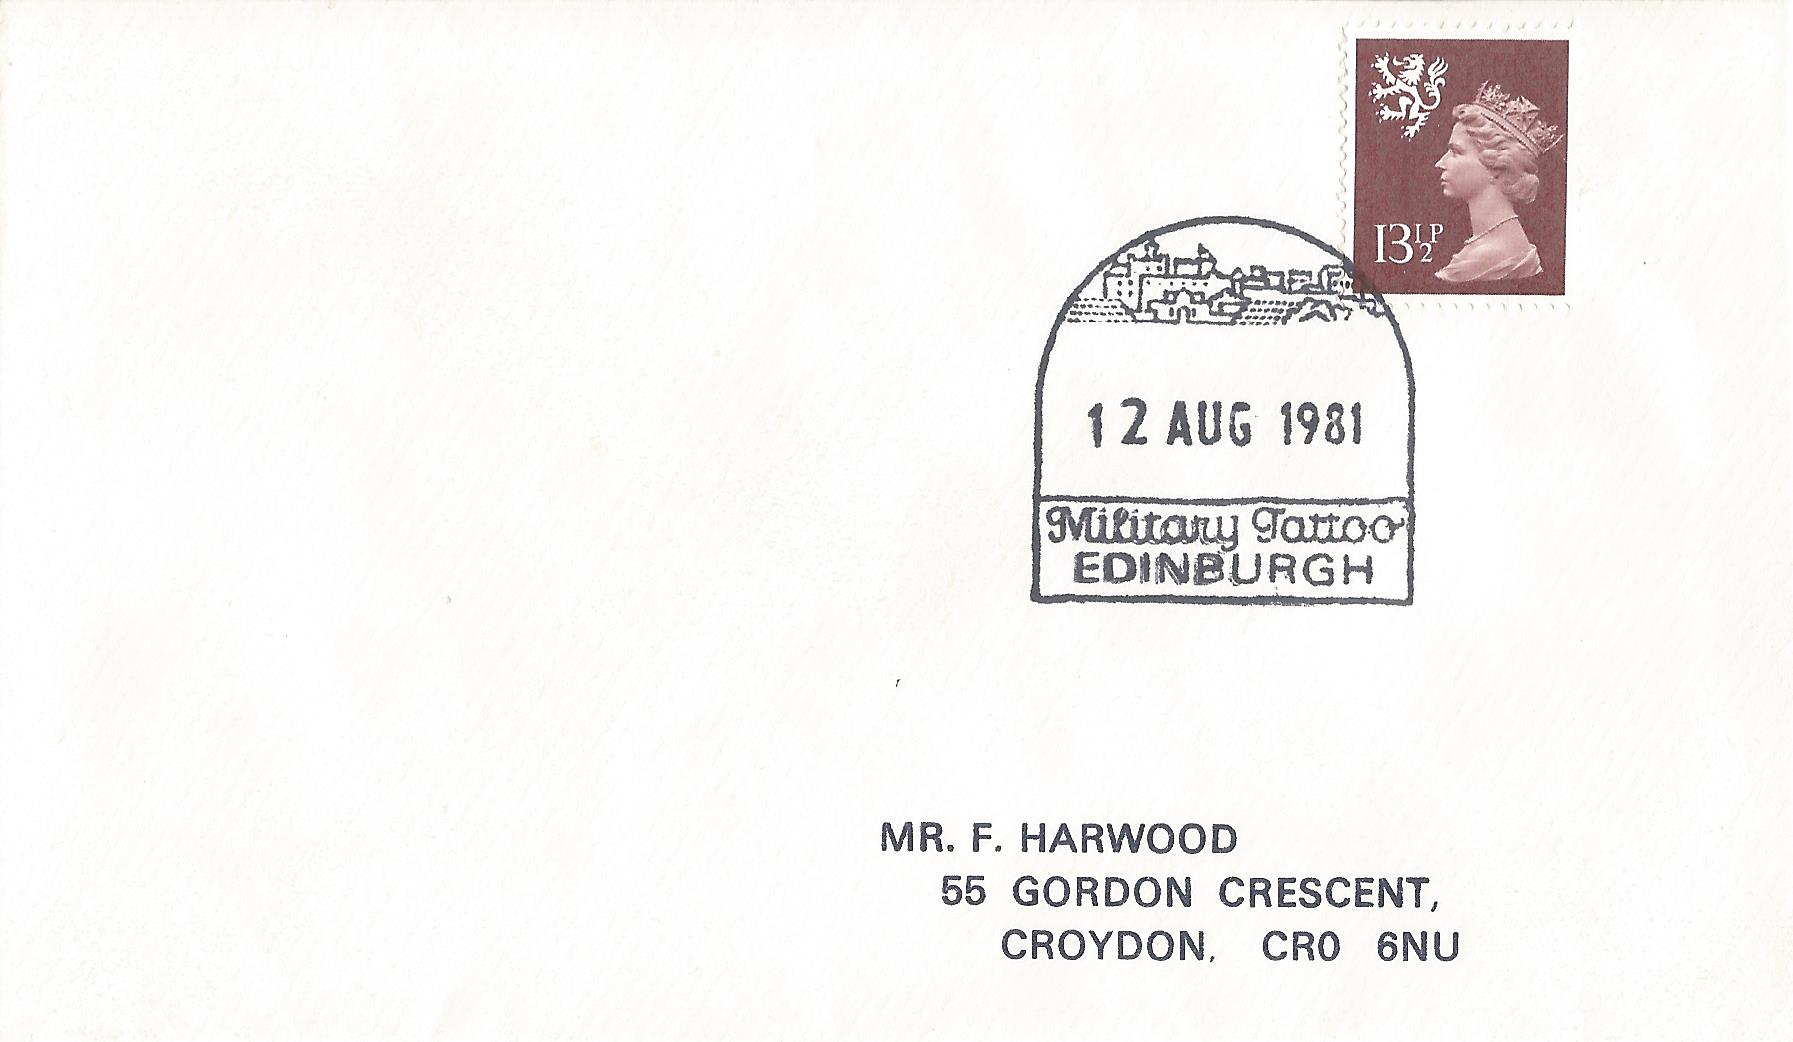 13½P
12 AUG 1981
Military Tattoo
EDINBURGH
MR. F. HARWOOD
55 GORDON CRESCENT,
CROYDON, CR0 6NU